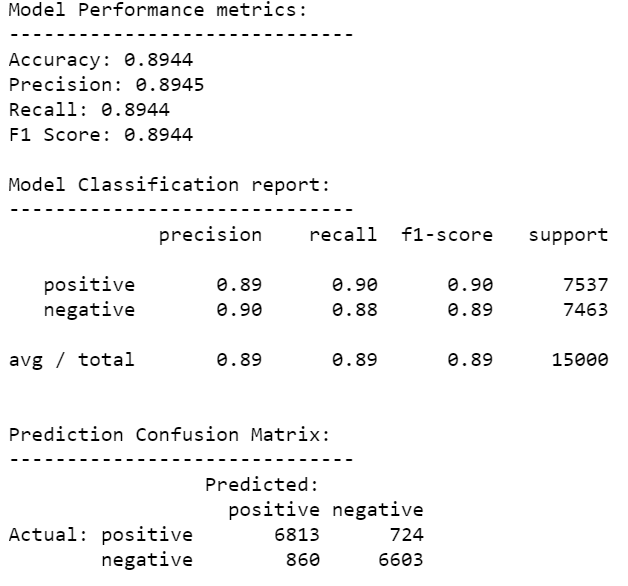 Model Performance metrics:
------------------------------
Accuracy: 0.8944
Precision: 0.8945
Recall: 0.8944
F1 Score: 0.8944
Model Classification report:
------------------------------
precision recall f1-score support
positive 0.89 0.90 0.90 7537
negative 0.90 0.88 0.89 7463
avg / total 0.89 0.89 0.89 15000
Prediction Confusion Matrix:
------------------------------
Predicted:
positive negative
Actual: positive 6813 724
negative 860 6603